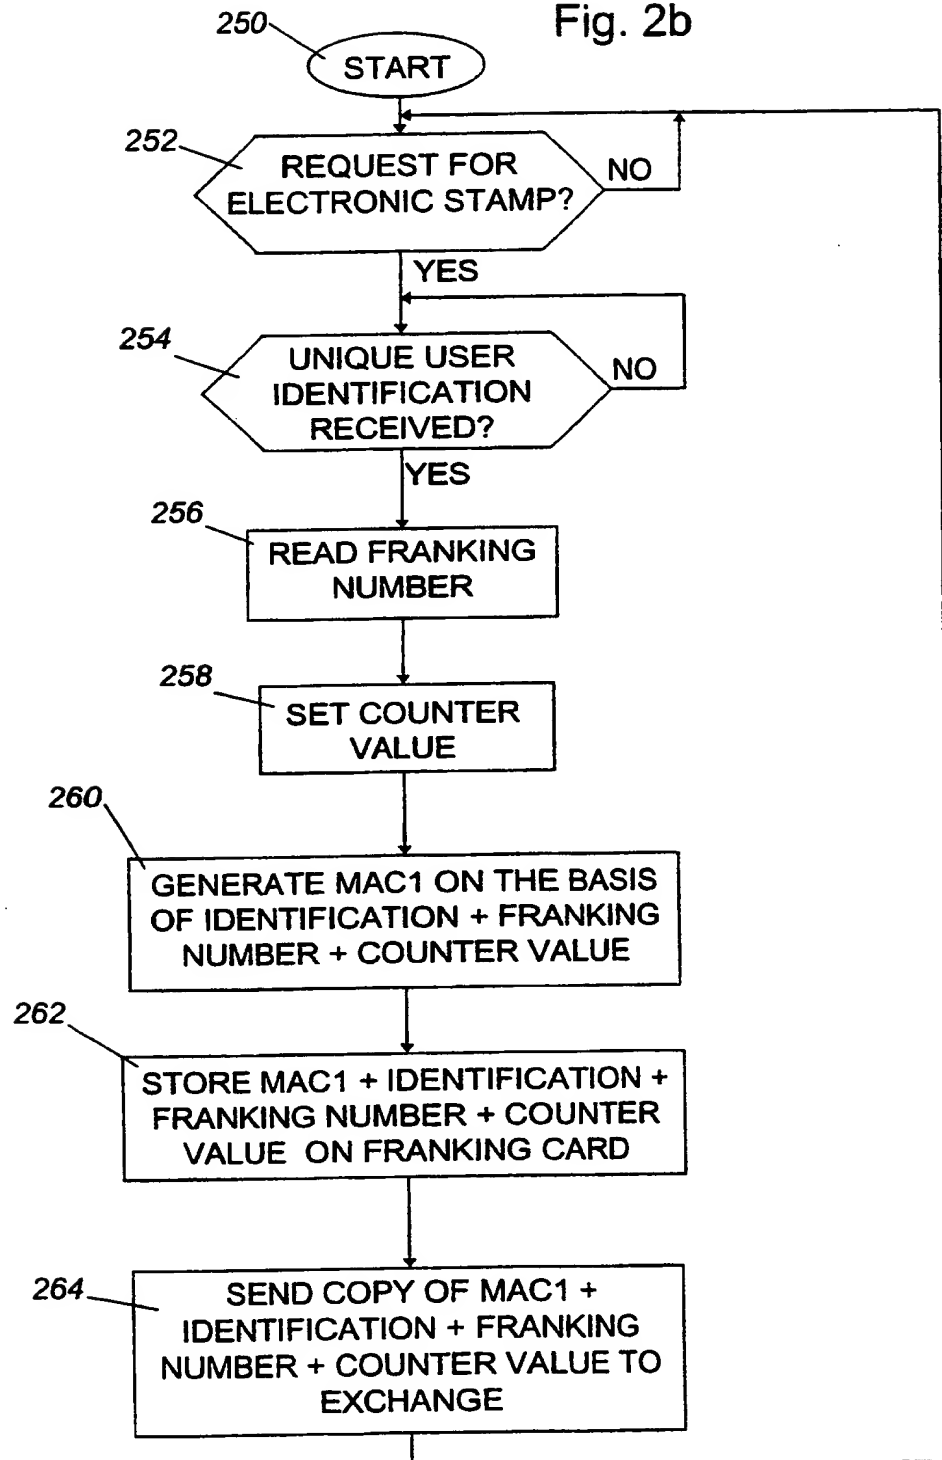 Fig. 2b
250
START
252
REQUEST FOR
ELECTRONIC STAMP?
NO
YES
254
UNIQUE USER
IDENTIFICATION
RECEIVED?
NO
YES
256
READ FRANKING
NUMBER
258
SET COUNTER
VALUE
260
GENERATE MAC1 ON THE BASIS
OF IDENTIFICATION + FRANKING
NUMBER + COUNTER VALUE
262
STORE MAC1 + IDENTIFICATION +
FRANKING NUMBER + COUNTER
VALUE ON FRANKING CARD
264
SEND COPY OF MAC1 +
IDENTIFICATION + FRANKING
NUMBER + COUNTER VALUE TO
EXCHANGE